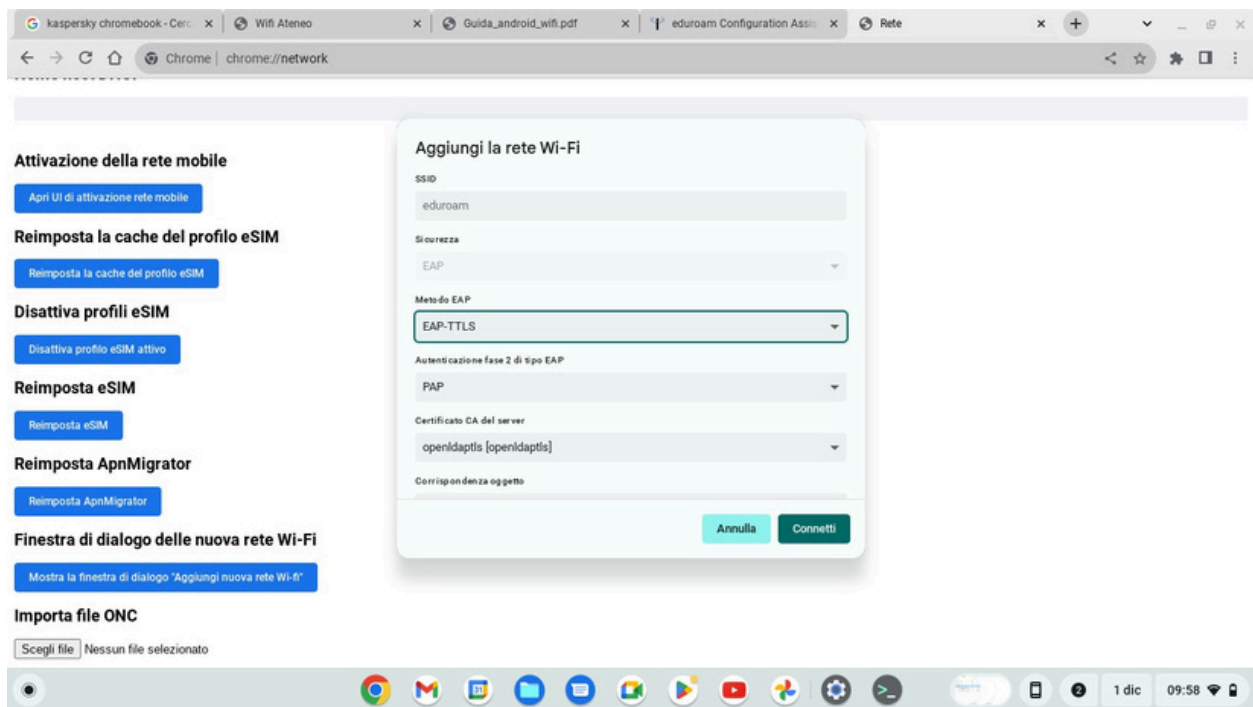 kaspersky chromebook - Cerc
Wifi Ateneo
Guida_android_wifi.pdf
eduroam Configuration Assis
Rete
Chrome | chrome://network
Attivazione della rete mobile
Apri UI di attivazione rete mobile
Reimposta la cache del profilo eSIM
Reimposta la cache del profilo eSIM
Disattiva profili eSIM
Disattiva profilo eSIM attivo
Reimposta eSIM
Reimposta eSIM
Reimposta ApnMigrator
Reimposta ApnMigrator
Finestra di dialogo delle nuova rete Wi-Fi
Mostra la finestra di dialogo "Aggiungi nuova rete Wi-fi"
Importa file ONC
Scegli file Nessun file selezionato
Aggiungi la rete Wi-Fi
SSID
eduroam
Sicurezza
EAP
Metodo EAP
EAP-TTLS
Autenticazione fase 2 di tipo EAP
PAP
Certificato CA del server
openldaptls [openldaptls]
Corrispondenza oggetto
Annulla
Connetti
31
2
1 dic
09:58